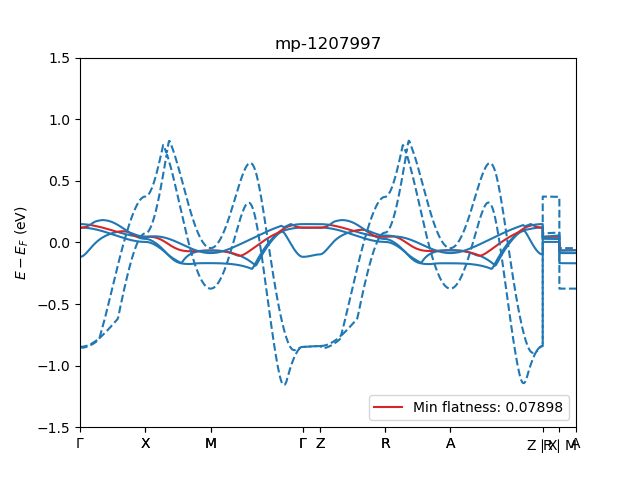 mp-1207997
E − E_F (eV)
1.5
1.0
0.5
0.0
−0.5
−1.0
−1.5
Min flatness: 0.07898
Γ X M Γ Z R A Z | R X | M A